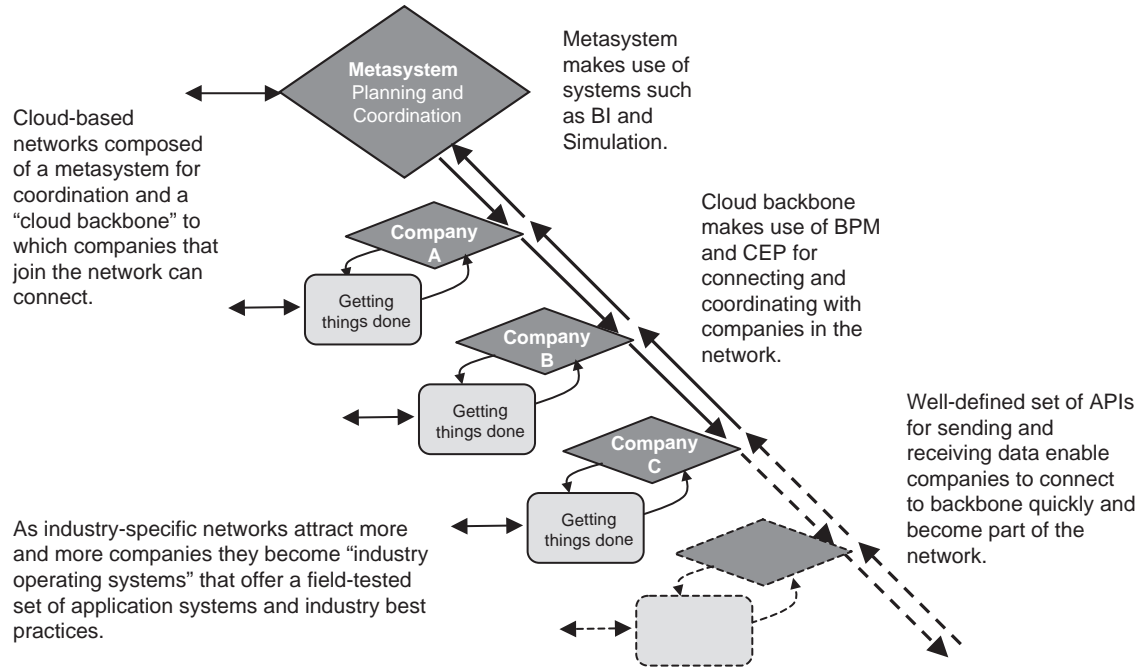 Metasystem
Planning and
Coordination
Metasystem
makes use of
systems such
as BI and
Simulation.
Cloud-based
networks composed
of a metasystem for
coordination and a
“cloud backbone” to
which companies that
join the network can
connect.
Company
A
Getting
things done
Cloud backbone
makes use of BPM
and CEP for
connecting and
coordinating with
companies in the
network.
Company
B
Getting
things done
Well-defined set of APIs
for sending and
receiving data enable
companies to connect
to backbone quickly and
become part of the
network.
Company
C
Getting
things done
As industry-specific networks attract more
and more companies they become “industry
operating systems” that offer a field-tested
set of application systems and industry best
practices.